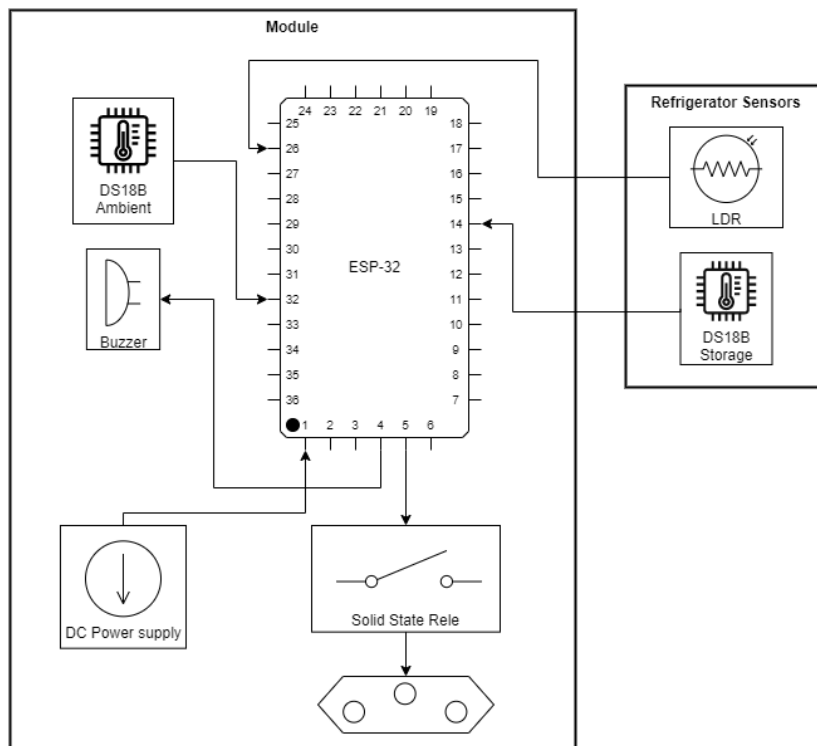 Module
24 23 22 21 20 19
25 18
26 17
27 16
28 15
29 14
30 13
31 12
32 11
33 10
34 9
35 8
36 7
1 2 3 4 5 6
ESP-32
DS18B
Ambient
Buzzer
DC Power supply
Solid State Rele
Refrigerator Sensors
LDR
DS18B
Storage